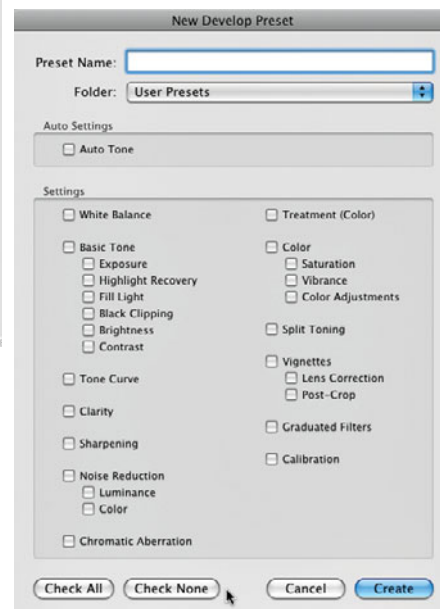 New Develop Preset
Preset Name:
Folder: User Presets
Auto Settings
Auto Tone
Settings
White Balance
Basic Tone
Exposure
Highlight Recovery
Fill Light
Black Clipping
Brightness
Contrast
Tone Curve
Clarity
Sharpening
Noise Reduction
Luminance
Color
Chromatic Aberration
Treatment (Color)
Color
Saturation
Vibrance
Color Adjustments
Split Toning
Vignettes
Lens Correction
Post-Crop
Graduated Filters
Calibration
Check All Check None Cancel Create